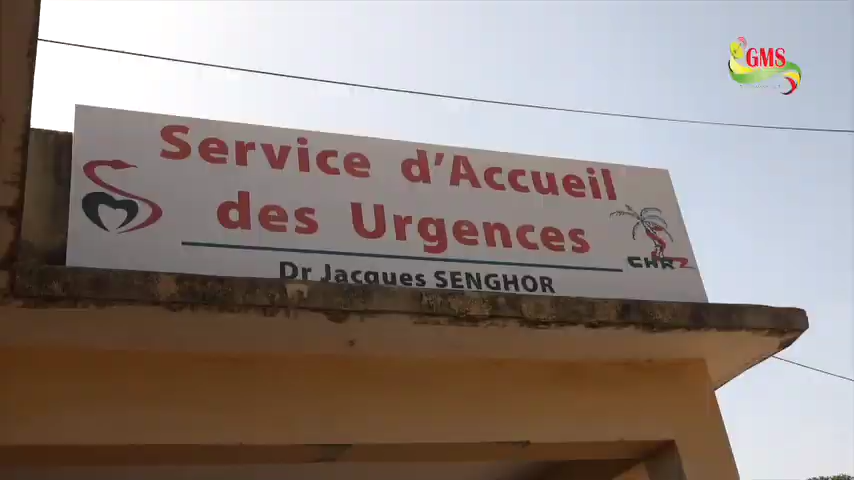 GMS
Service d'Accueil
des Urgences
Dr Jacques SENGHOR
CHRZ